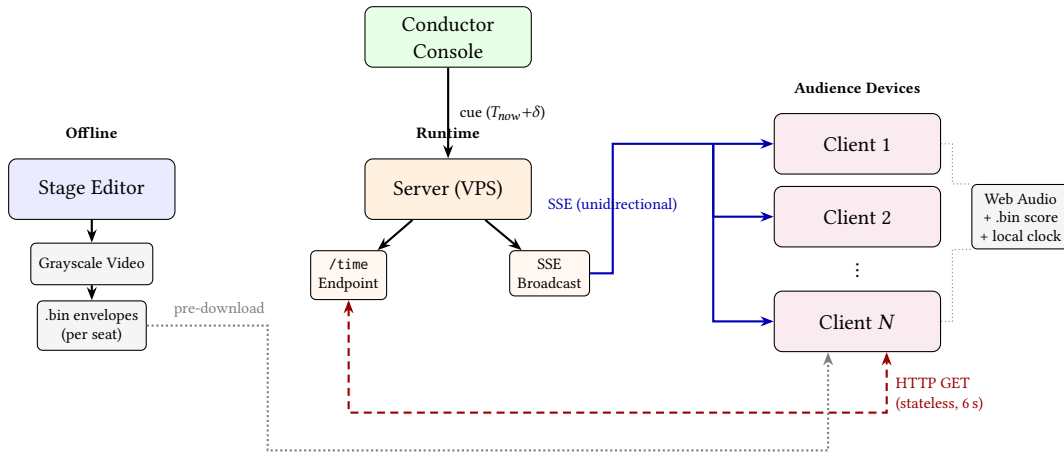 Conductor
Console
cue (T_now+δ)
Offline
Stage Editor
Grayscale Video
.bin envelopes
(per seat)
pre-download
Runtime
Server (VPS)
/time
Endpoint
SSE
Broadcast
SSE (unidirectional)
Audience Devices
Client 1
Client 2
⋮
Client N
Web Audio
+ .bin score
+ local clock
HTTP GET
(stateless, 6 s)